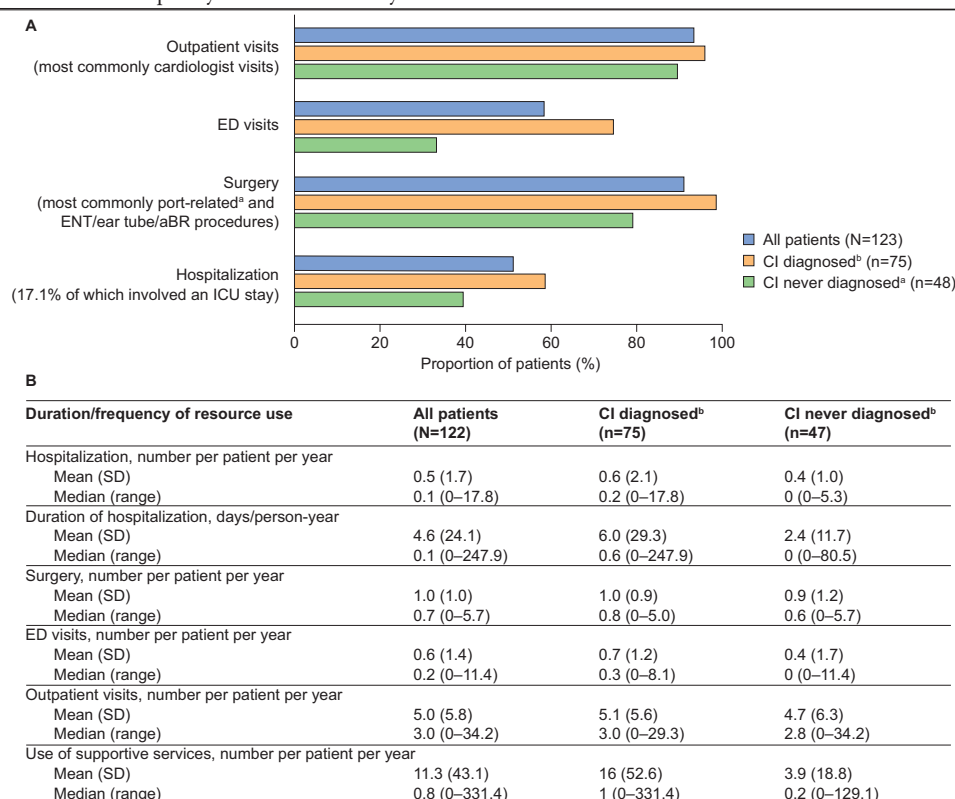 A
Outpatient visits
(most commonly cardiologist visits)
ED visits
Surgery
(most commonly port-relatedᵃ and
ENT/ear tube/aBR procedures)
Hospitalization
(17.1% of which involved an ICU stay)
All patients (N=123)
CI diagnosedᵇ (n=75)
CI never diagnosedᵃ (n=48)
0 20 40 60 80 100
Proportion of patients (%)
B
Duration/frequency of resource use All patients (N=122) CI diagnosedᵇ (n=75) CI never diagnosedᵇ (n=47)
Hospitalization, number per patient per year
Mean (SD) 0.5 (1.7) 0.6 (2.1) 0.4 (1.0)
Median (range) 0.1 (0–17.8) 0.2 (0–17.8) 0 (0–5.3)
Duration of hospitalization, days/person-year
Mean (SD) 4.6 (24.1) 6.0 (29.3) 2.4 (11.7)
Median (range) 0.1 (0–247.9) 0.6 (0–247.9) 0 (0–80.5)
Surgery, number per patient per year
Mean (SD) 1.0 (1.0) 1.0 (0.9) 0.9 (1.2)
Median (range) 0.7 (0–5.7) 0.8 (0–5.0) 0.6 (0–5.7)
ED visits, number per patient per year
Mean (SD) 0.6 (1.4) 0.7 (1.2) 0.4 (1.7)
Median (range) 0.2 (0–11.4) 0.3 (0–8.1) 0 (0–11.4)
Outpatient visits, number per patient per year
Mean (SD) 5.0 (5.8) 5.1 (5.6) 4.7 (6.3)
Median (range) 3.0 (0–34.2) 3.0 (0–29.3) 2.8 (0–34.2)
Use of supportive services, number per patient per year
Mean (SD) 11.3 (43.1) 16 (52.6) 3.9 (18.8)
Median (range) 0.8 (0–331.4) 1 (0–331.4) 0.2 (0–129.1)